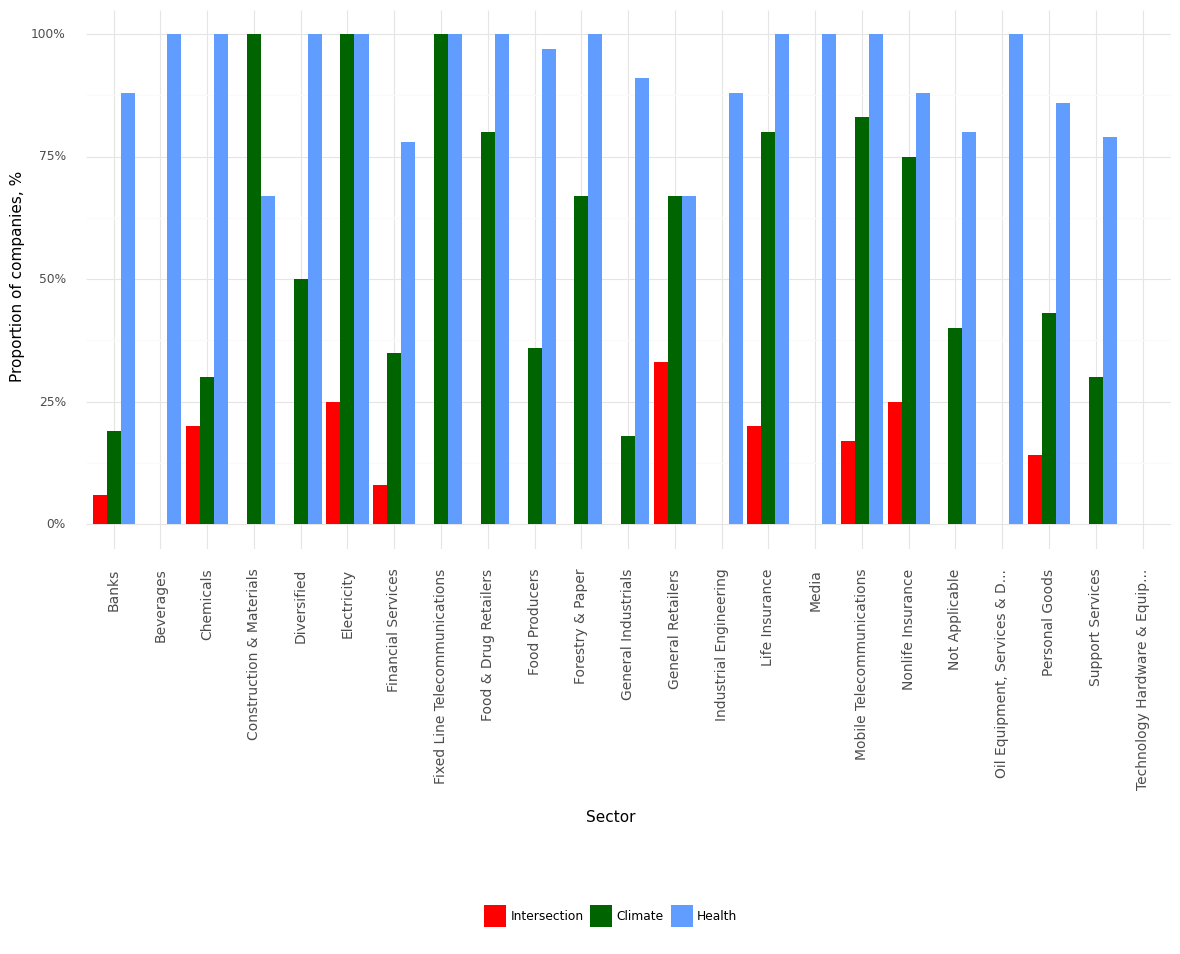 100%
75%
50%
25%
0%
Proportion of companies, %
Banks
Beverages
Chemicals
Construction & Materials
Diversified
Electricity
Financial Services
Fixed Line Telecommunications
Food & Drug Retailers
Food Producers
Forestry & Paper
General Industrials
General Retailers
Industrial Engineering
Life Insurance
Media
Mobile Telecommunications
Nonlife Insurance
Not Applicable
Oil Equipment, Services & D...
Personal Goods
Support Services
Technology Hardware & Equip...
Sector
Intersection Climate Health